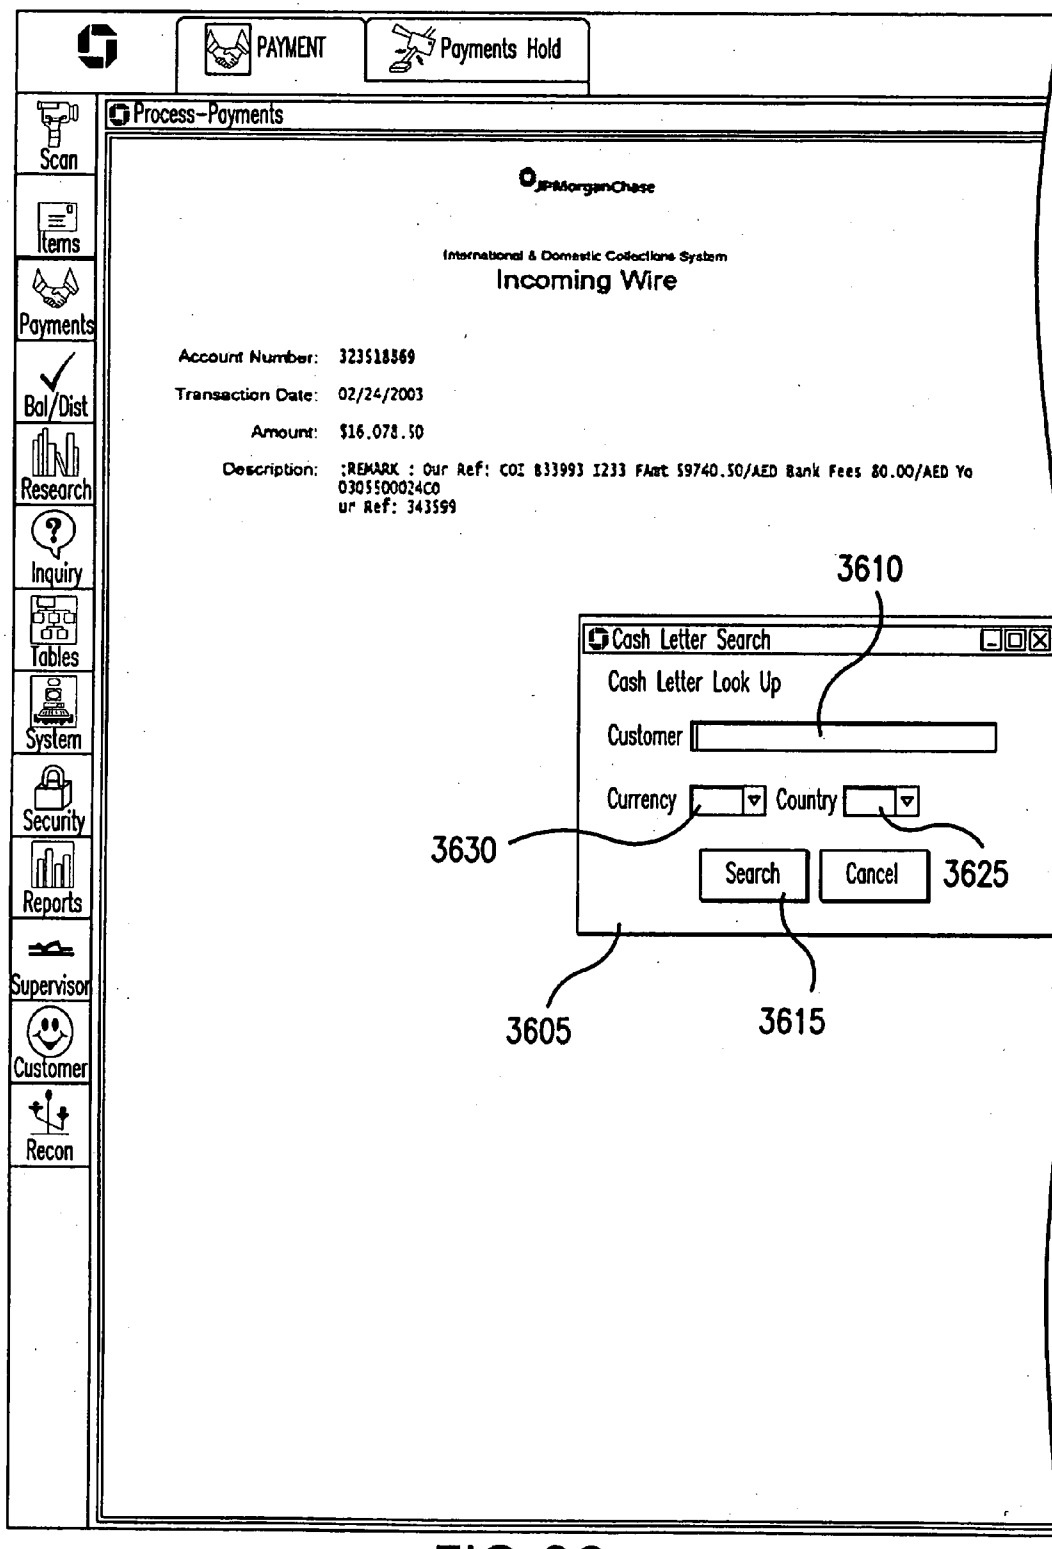 PAYMENT
Payments Hold
Process-Payments
Scan
Items
Payments
Bal/Dist
Research
Inquiry
Tables
System
Security
Reports
Supervisor
Customer
Recon
JPMorganChase
International & Domestic Collections System
Incoming Wire
Account Number: 323518569
Transaction Date: 02/24/2003
Amount: $16,078.50
Description: :REMARK : Our Ref: COI 833993 I233 FAmt 59740.50/AED Bank Fees 80.00/AED Yo
0305500024CO
ur Ref: 343599
3610
Cash Letter Search
Cash Letter Look Up
Customer
Currency
Country
3630
Search
Cancel
3625
3605
3615